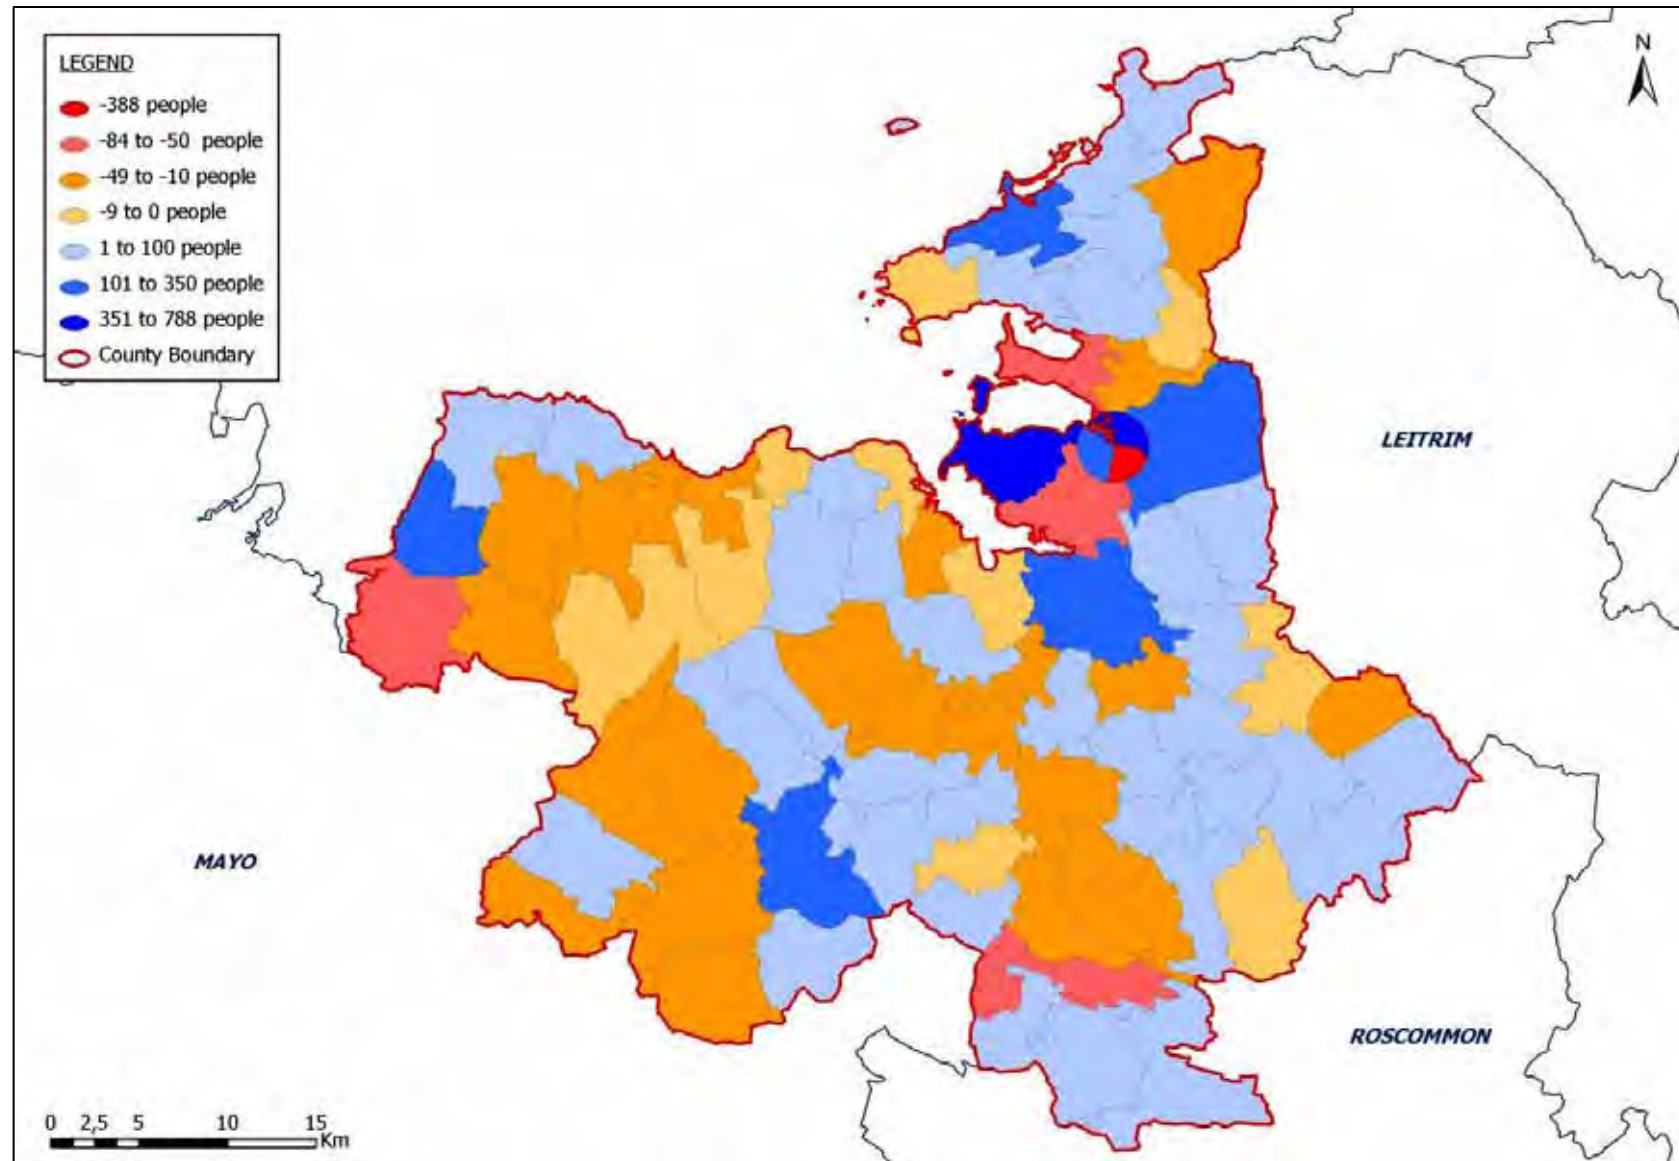 LEGEND
-388 people
-84 to -50 people
-49 to -10 people
-9 to 0 people
1 to 100 people
101 to 350 people
351 to 788 people
County Boundary
N
LEITRIM
MAYO
ROSCOMMON
0 2,5 5 10 15
Km